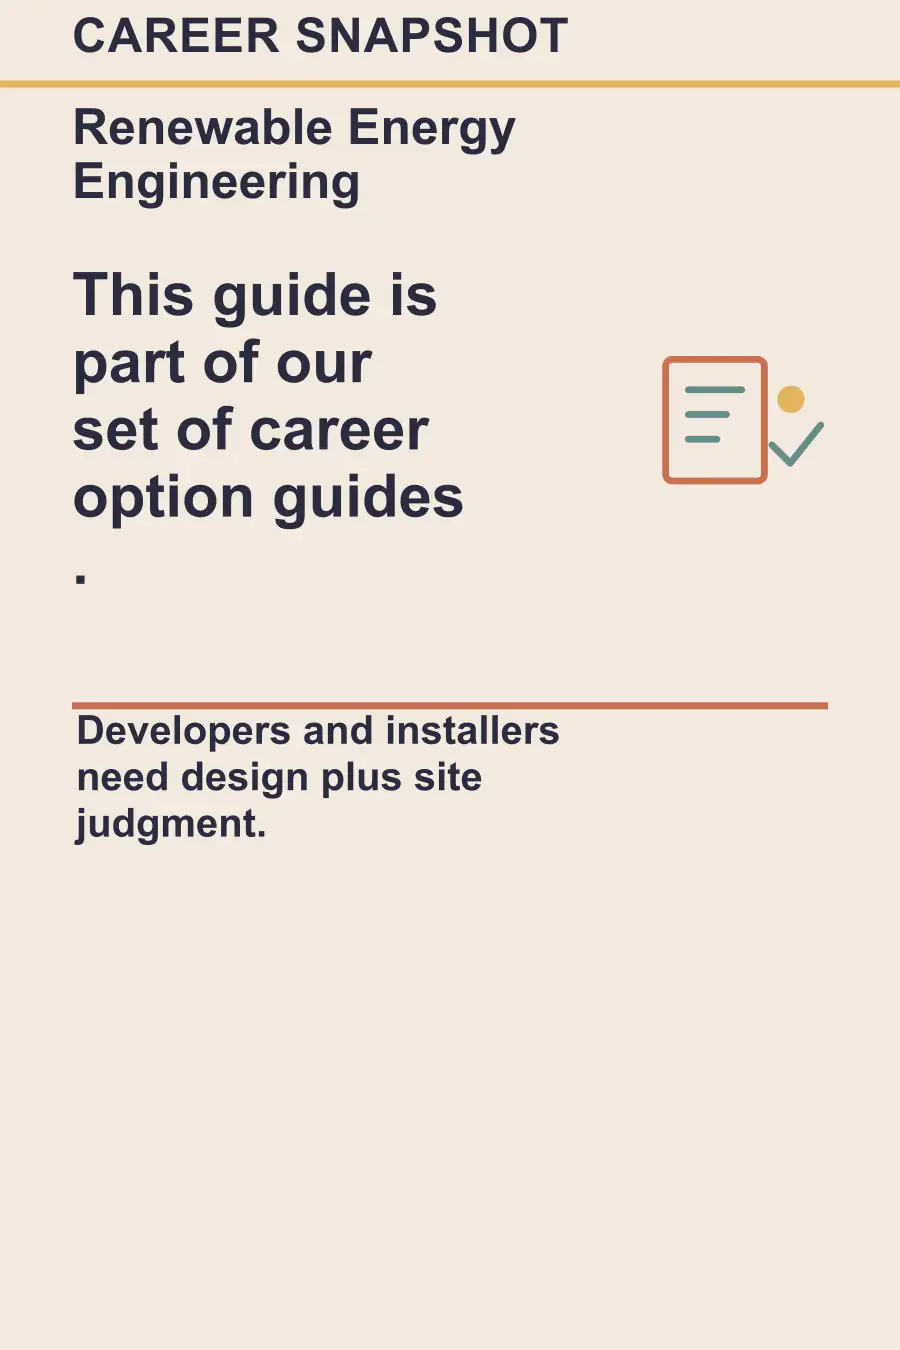 CAREER SNAPSHOT
Renewable Energy
Engineering
This guide is
part of our
set of career
option guides
.
Developers and installers
need design plus site
judgment.